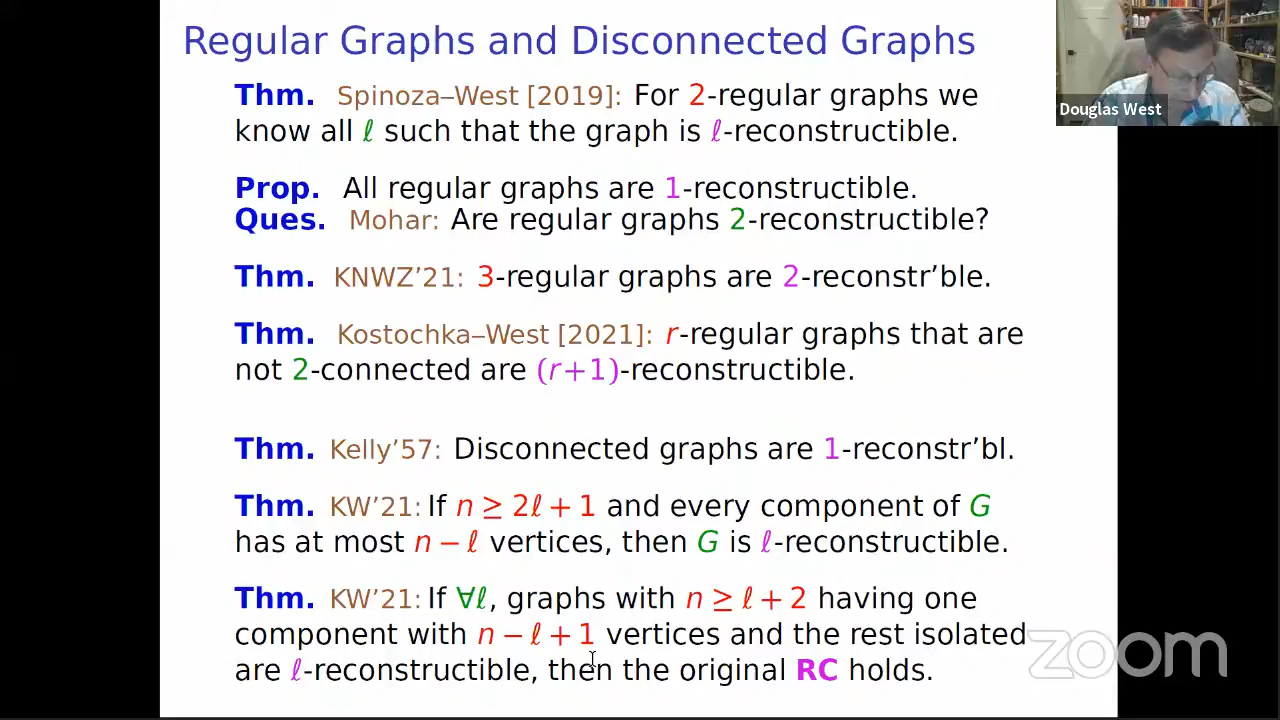 Regular Graphs and Disconnected Graphs
Thm. Spinoza–West [2019]: For 2-regular graphs we
know all ℓ such that the graph is ℓ-reconstructible.
Prop. All regular graphs are 1-reconstructible.
Ques. Mohar: Are regular graphs 2-reconstructible?
Thm. KNWZ’21: 3-regular graphs are 2-reconstr’ble.
Thm. Kostochka–West [2021]: r-regular graphs that are
not 2-connected are (r+1)-reconstructible.
Thm. Kelly’57: Disconnected graphs are 1-reconstr’bl.
Thm. KW’21: If n ≥ 2ℓ + 1 and every component of G
has at most n − ℓ vertices, then G is ℓ-reconstructible.
Thm. KW’21: If ∀ℓ, graphs with n ≥ ℓ + 2 having one
component with n − ℓ + 1 vertices and the rest isolated
are ℓ-reconstructible, then the original RC holds.
Douglas West
zoom